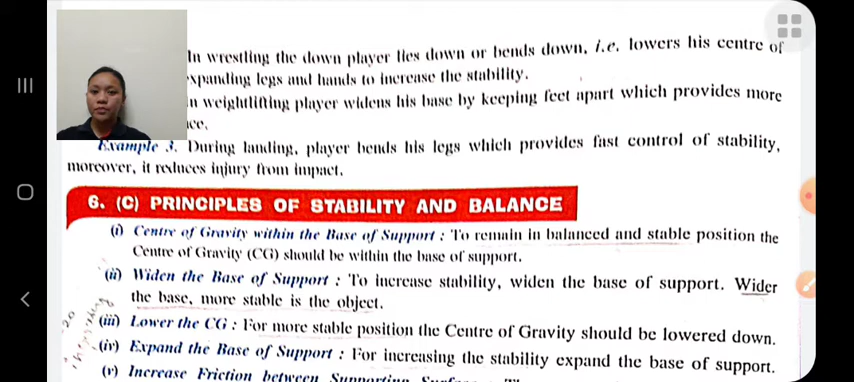 In wrestling the down player lies down or bends down, i.e. lowers his centre of
xpanding legs and hands to increase the stability.
n weightlifting player widens his base by keeping feet apart which provides more
ce.
Example 3. During landing, player bends his legs which provides fast control of stability,
moreover, it reduces injury from impact.
6. (C) PRINCIPLES OF STABILITY AND BALANCE
(i) Centre of Gravity within the Base of Support : To remain in balanced and stable position the
Centre of Gravity (CG) should be within the base of support.
(ii) Widen the Base of Support : To increase stability, widen the base of support. Wider
the base, more stable is the object.
(iii) Lower the CG : For more stable position the Centre of Gravity should be lowered down.
(iv) Expand the Base of Support : For increasing the stability expand the base of support.
(v) Increase Friction between Supporting